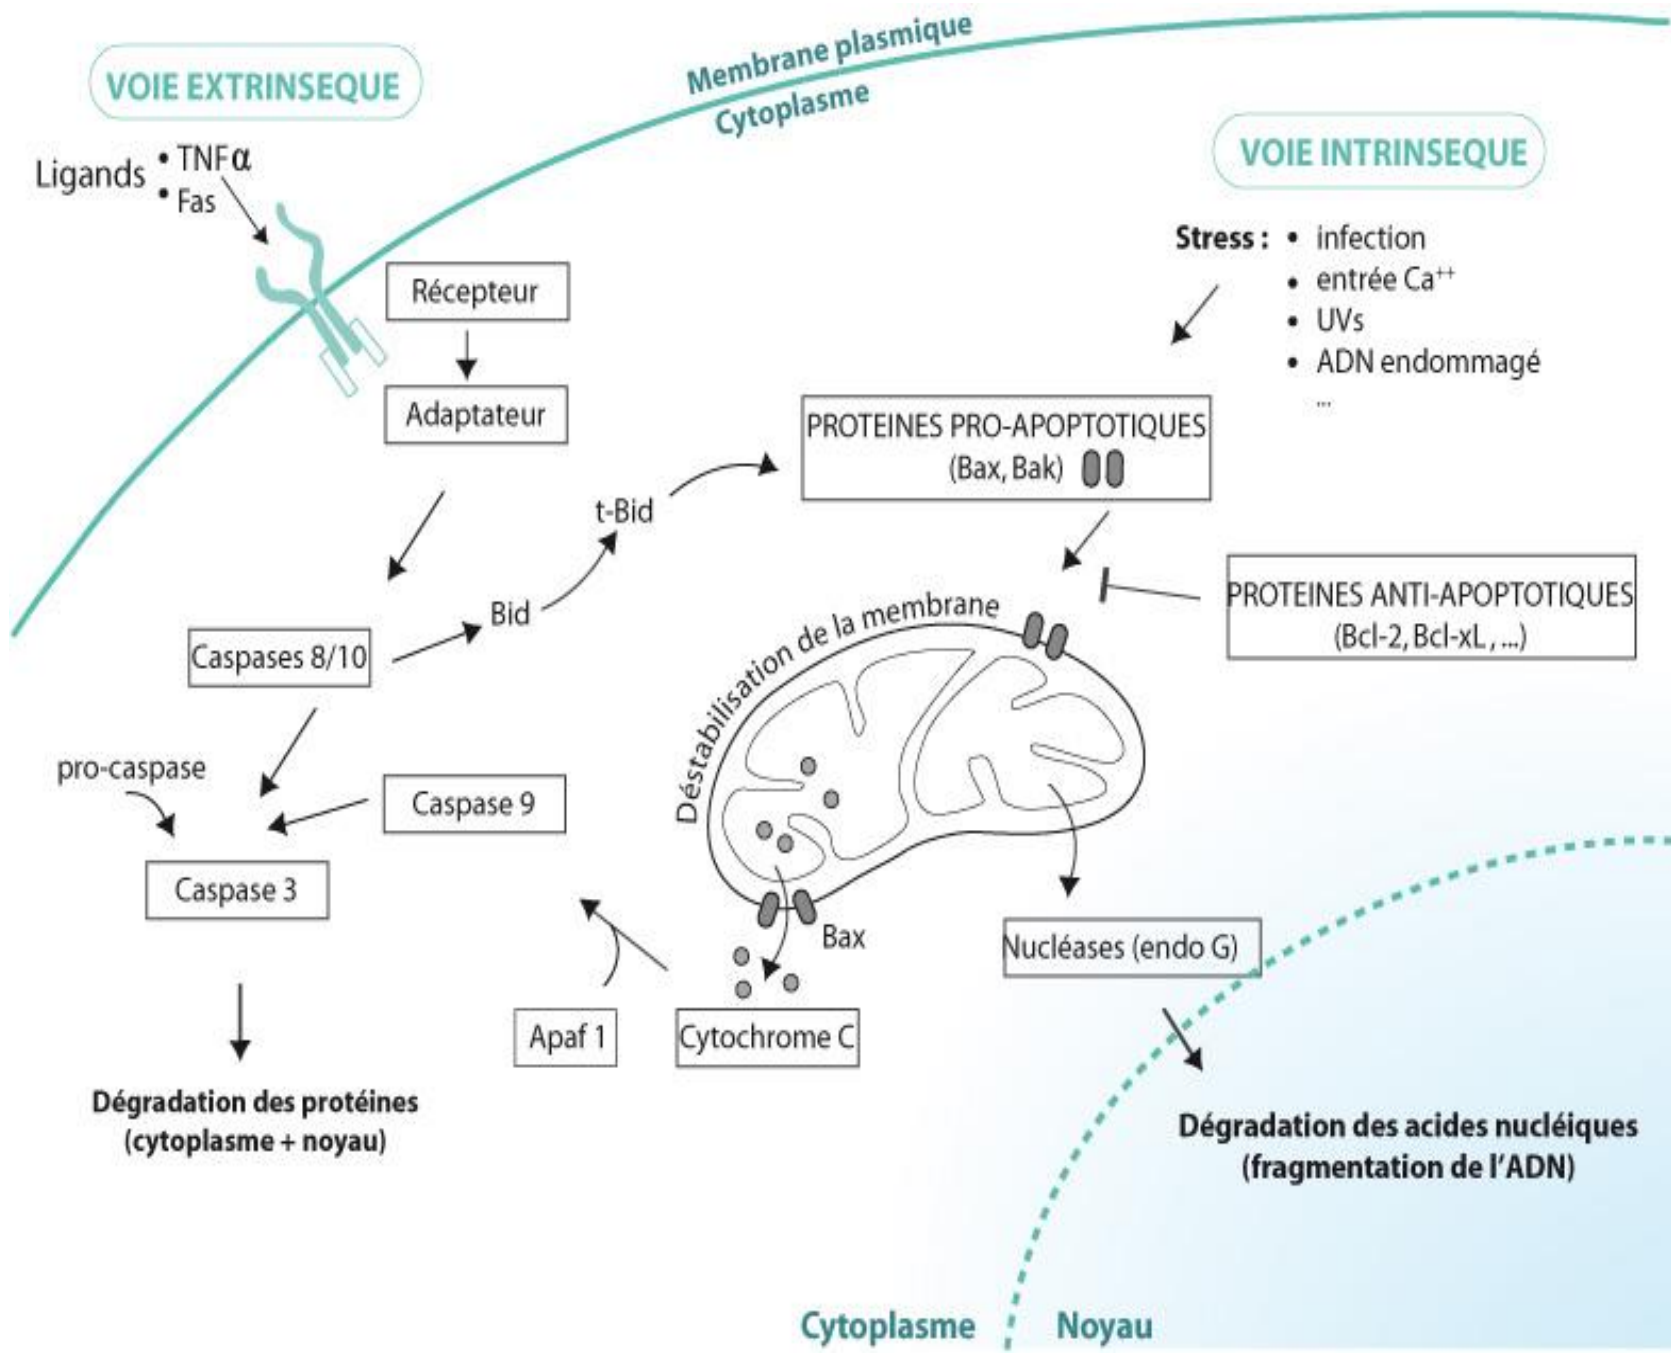 Membrane plasmique
Cytoplasme
VOIE EXTRINSEQUE
Ligands
• TNFα
• Fas
VOIE INTRINSEQUE
Stress :
• infection
• entrée Ca⁺⁺
• UVs
• ADN endommagé
...
Récepteur
Adaptateur
PROTEINES PRO-APOPTOTIQUES
(Bax, Bak)
t-Bid
Bid
PROTEINES ANTI-APOPTOTIQUES
(Bcl-2, Bcl-xL , ...)
Caspases 8/10
Déstabilisation de la membrane
pro-caspase
Caspase 9
Caspase 3
Bax
Nucléases (endo G)
Apaf 1
Cytochrome C
Dégradation des protéines
(cytoplasme + noyau)
Dégradation des acides nucléiques
(fragmentation de l'ADN)
Cytoplasme
Noyau